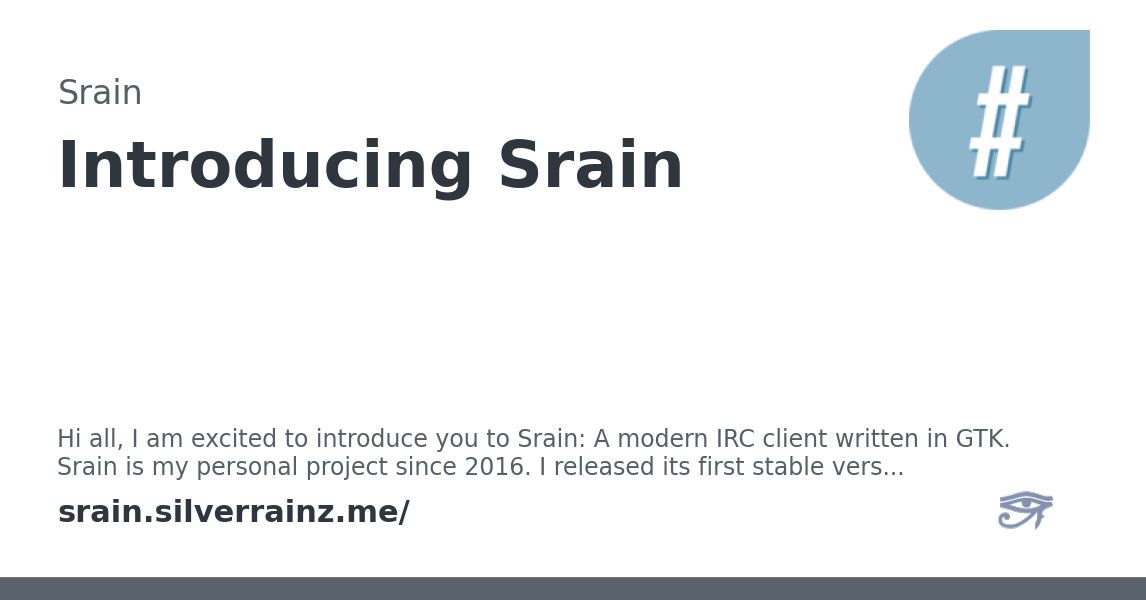 Srain
#
Introducing Srain
Hi all, I am excited to introduce you to Srain: A modern IRC client written in GTK.
Srain is my personal project since 2016. I released its first stable vers...
srain.silverrainz.me/